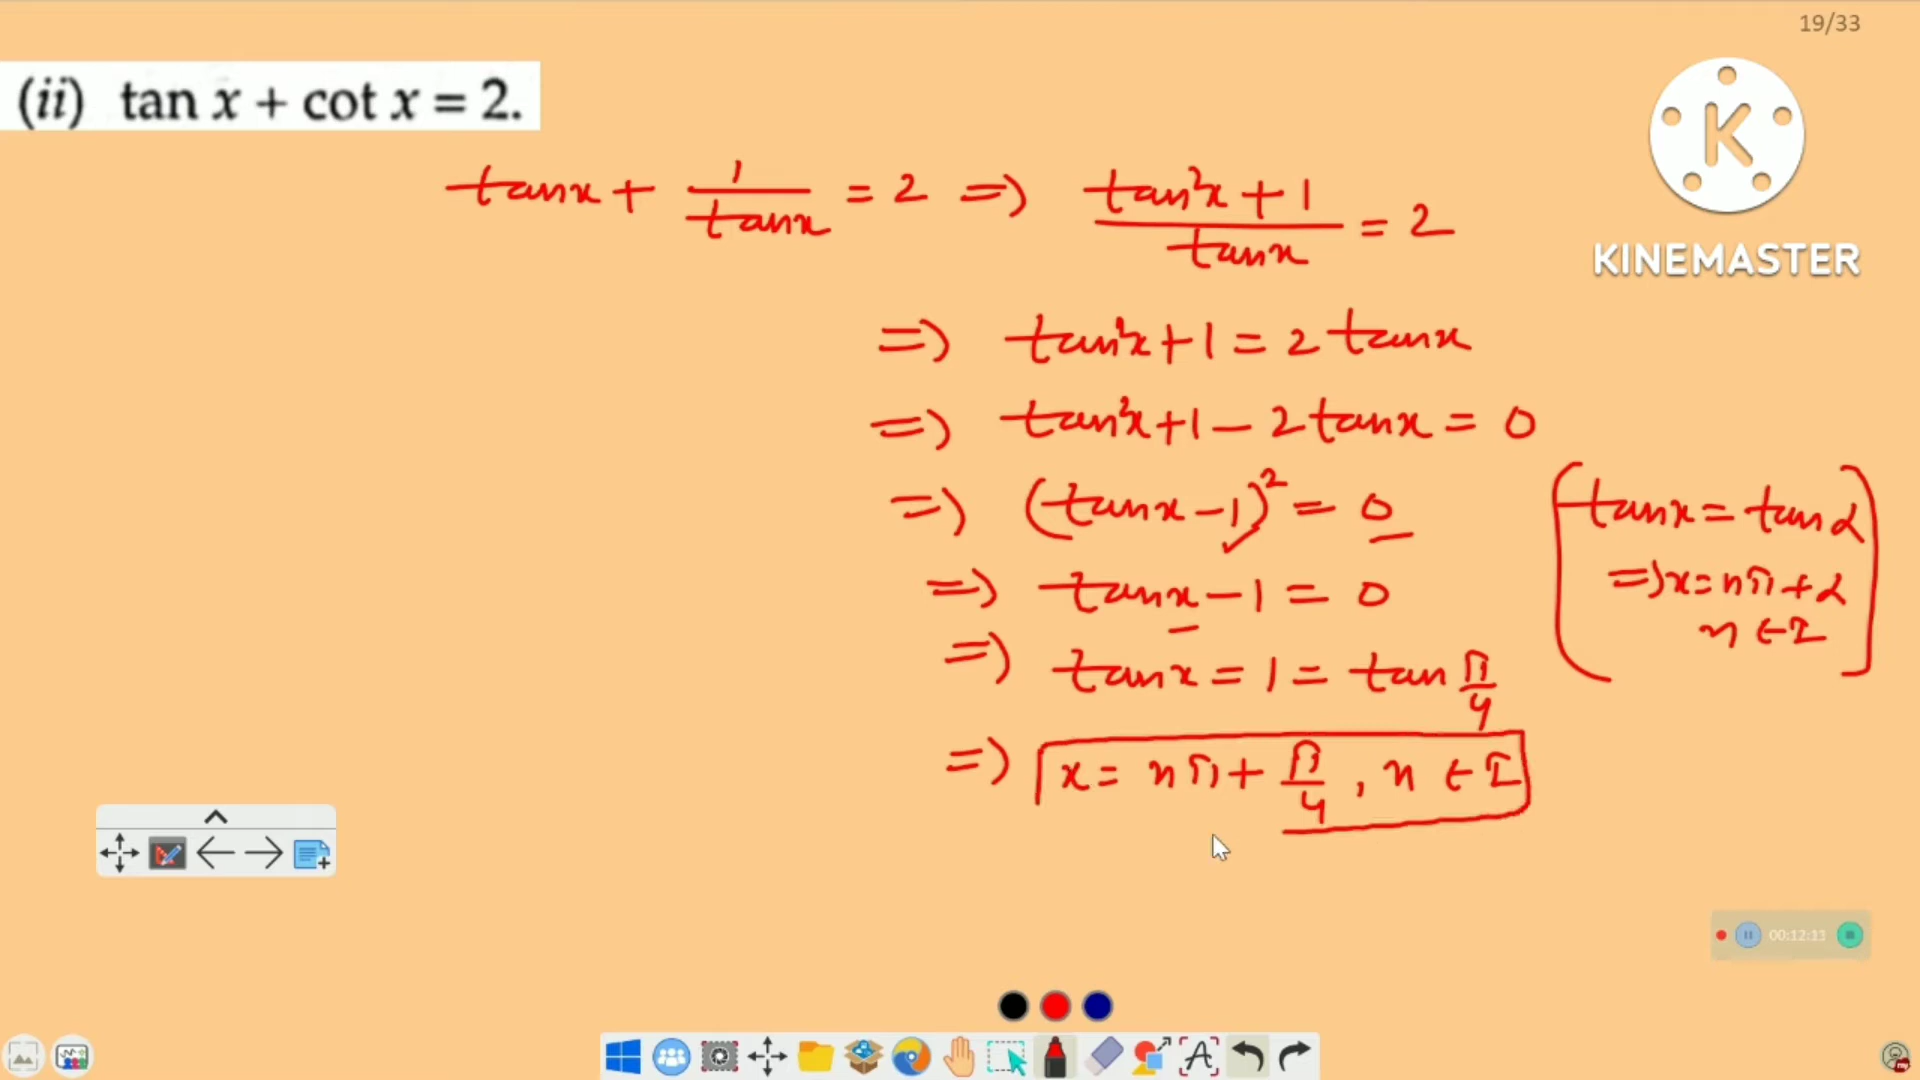 19/33
(ii) tan x + cot x = 2.
K
KINEMASTER
tanx + 1/tanx = 2 => tan²x + 1/tanx = 2
=> tan²x + 1 = 2 tanx
=> tan²x + 1 - 2 tanx = 0
=> (tanx - 1)² = 0
=> tanx - 1 = 0
=> tanx = 1 = tan π/4
=> x = nπ + π/4, n ∈ I
(tanx = tan α
=> x = nπ + α
n ∈ I)
00:12:13